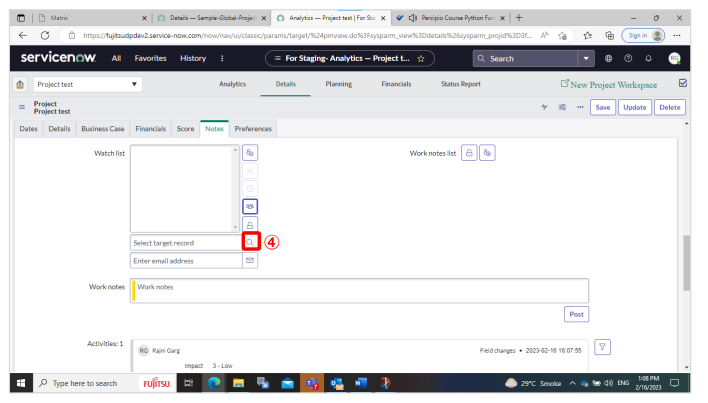 Matrix
Details — Sample-Global-Project
Analytics — Project test | For Sta
Percipio Course Python Fun
https://fujitsudpdev2.service-now.com/now/nav/ui/classic/params/target/%24pmview.do%3Fsysparm_view%3Ddetails%26sysparm_projid%3D3f...
Sign in
servicenow All Favorites History
For Staging- Analytics — Project t...
Search
RG
Project test
Analytics Details Planning Financials Status Report
New Project Workspace
Project
Project test
Save Update Delete
Dates Details Business Case Financials Score Notes Preferences
Watch list
Work notes list
Select target record
④
Enter email address
Work notes
Work notes
Post
Activities: 1
RG Rajni Garg
Field changes • 2023-02-16 16:07:55
Impact 3 - Low
Type here to search
FUJITSU
29°C Smoke
ENG
1:08 PM
2/16/2023